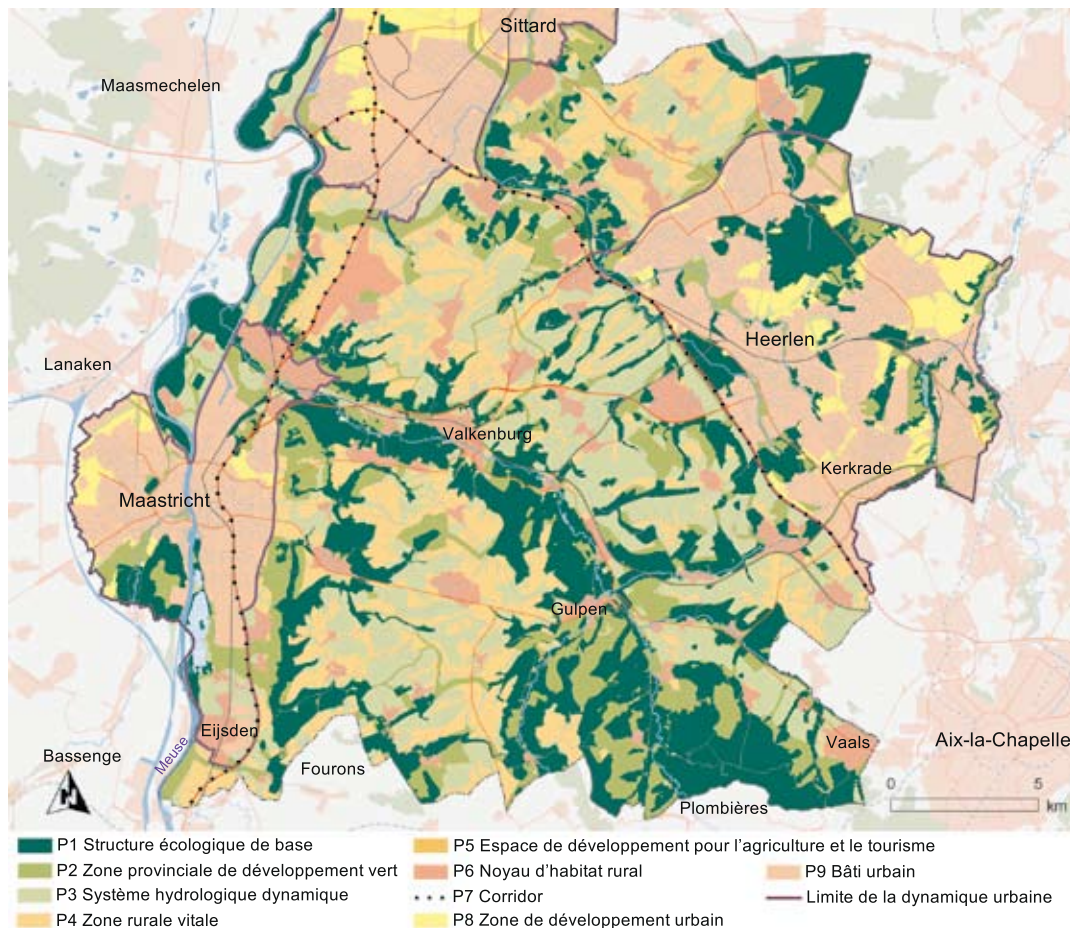 Sittard
Maasmechelen
Lanaken
Heerlen
Valkenburg
Kerkrade
Maastricht
Gulpen
Eijsden
Meuse
Vaals
Aix-la-Chapelle
Bassenge
Fourons
Plombières
N
0 5
km
P1 Structure écologique de base
P2 Zone provinciale de développement vert
P3 Système hydrologique dynamique
P4 Zone rurale vitale
P5 Espace de développement pour l'agriculture et le tourisme
P6 Noyau d'habitat rural
P7 Corridor
P8 Zone de développement urbain
P9 Bâti urbain
Limite de la dynamique urbaine